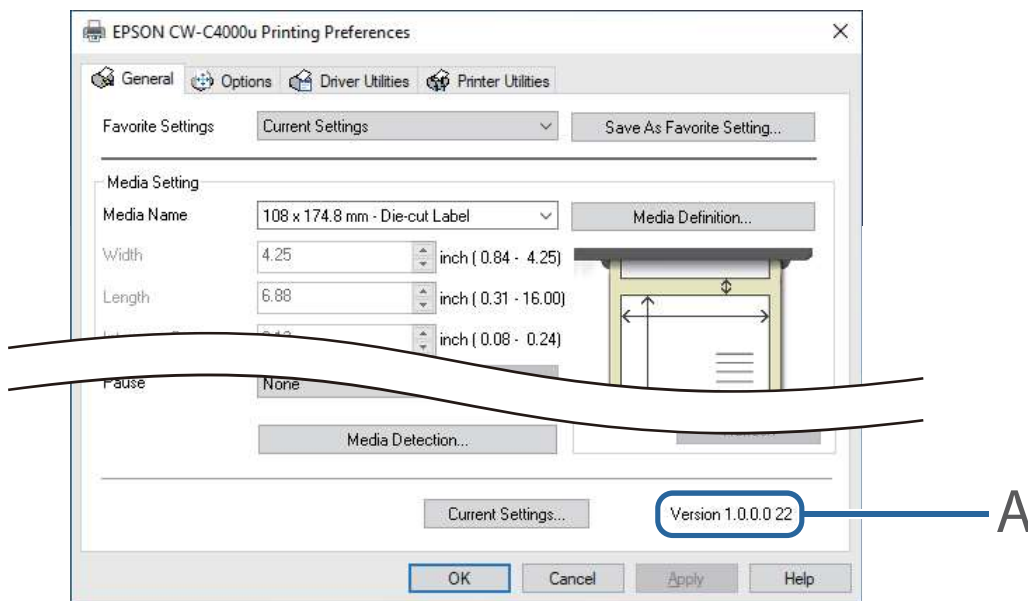 EPSON CW-C4000u Printing Preferences
General Options Driver Utilities Printer Utilities
Favorite Settings Current Settings Save As Favorite Setting...
Media Setting
Media Name 108 x 174.8 mm - Die-cut Label Media Definition...
Width 4.25 inch ( 0.84 - 4.25)
Length 6.88 inch ( 0.31 - 16.00)
inch ( 0.08 - 0.24)
Pause None
Media Detection...
Current Settings... Version 1.0.0.0 22 A
OK Cancel Apply Help